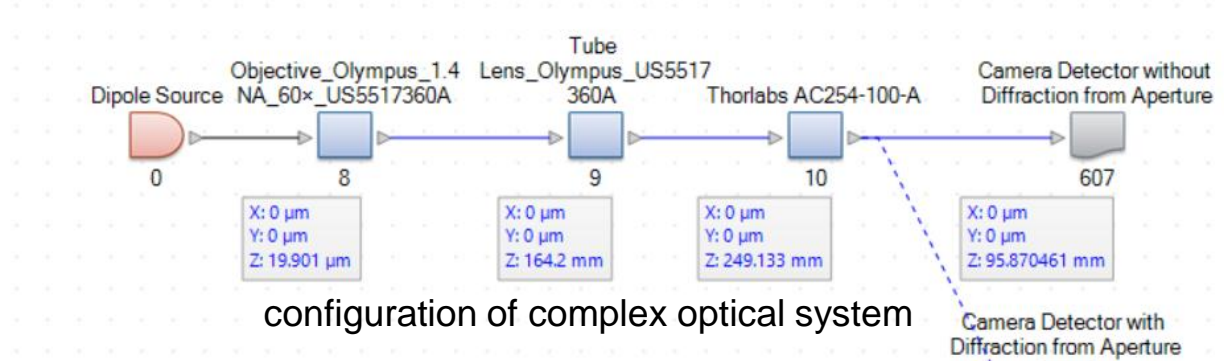 Tube
Objective_Olympus_1.4 Lens_Olympus_US5517 Camera Detector without
Dipole Source NA_60×_US5517360A 360A Thorlabs AC254-100-A Diffraction from Aperture
0 8 9 10 607
X: 0 µm X: 0 µm X: 0 µm X: 0 µm
Y: 0 µm Y: 0 µm Y: 0 µm Y: 0 µm
Z: 19.901 µm Z: 164.2 mm Z: 249.133 mm Z: 95.870461 mm
configuration of complex optical system
Camera Detector with
Diffraction from Aperture